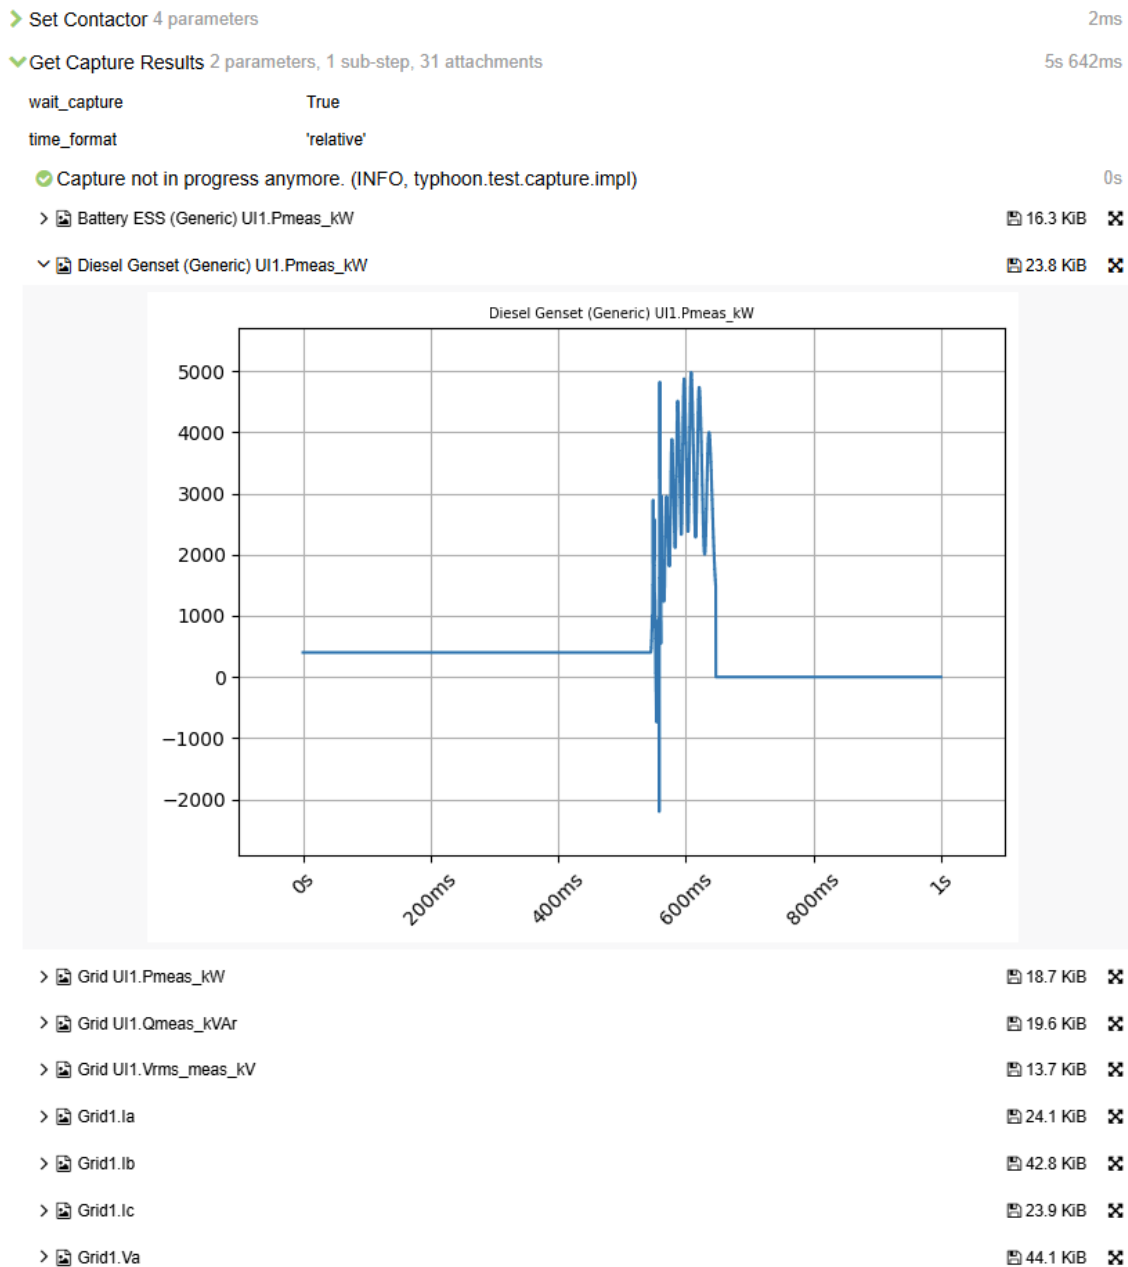 Set Contactor 4 parameters 2ms
Get Capture Results 2 parameters, 1 sub-step, 31 attachments 5s 642ms
wait_capture True
time_format 'relative'
Capture not in progress anymore. (INFO, typhoon.test.capture.impl) 0s
Battery ESS (Generic) UI1.Pmeas_kW 16.3 KiB
Diesel Genset (Generic) UI1.Pmeas_kW 23.8 KiB
Diesel Genset (Generic) UI1.Pmeas_kW
5000
4000
3000
2000
1000
0
−1000
−2000
0s 200ms 400ms 600ms 800ms 1s
Grid UI1.Pmeas_kW 18.7 KiB
Grid UI1.Qmeas_kVAr 19.6 KiB
Grid UI1.Vrms_meas_kV 13.7 KiB
Grid1.Ia 24.1 KiB
Grid1.Ib 42.8 KiB
Grid1.Ic 23.9 KiB
Grid1.Va 44.1 KiB